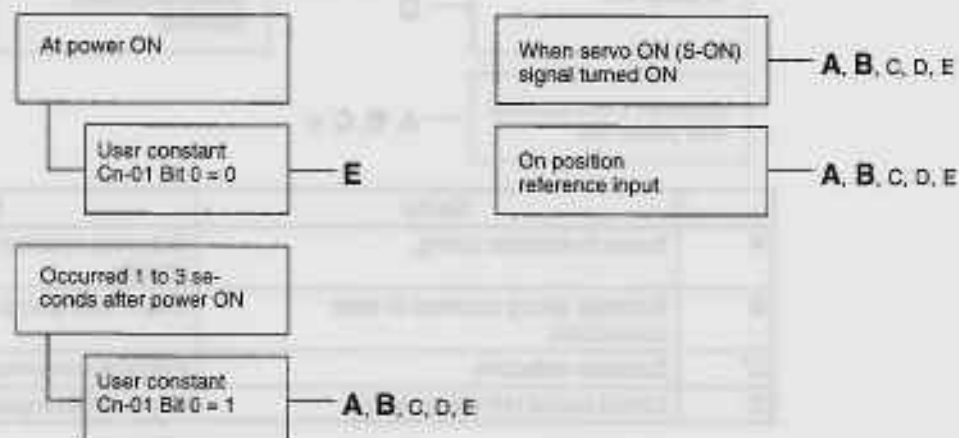 At power ON
User constant
Cn-01 Bit 0 = 0
E
Occurred 1 to 3 se-
conds after power ON
User constant
Cn-01 Bit 0 = 1
A, B, C, D, E
When servo ON (S-ON)
signal turned ON
A, B, C, D, E
On position
reference input
A, B, C, D, E